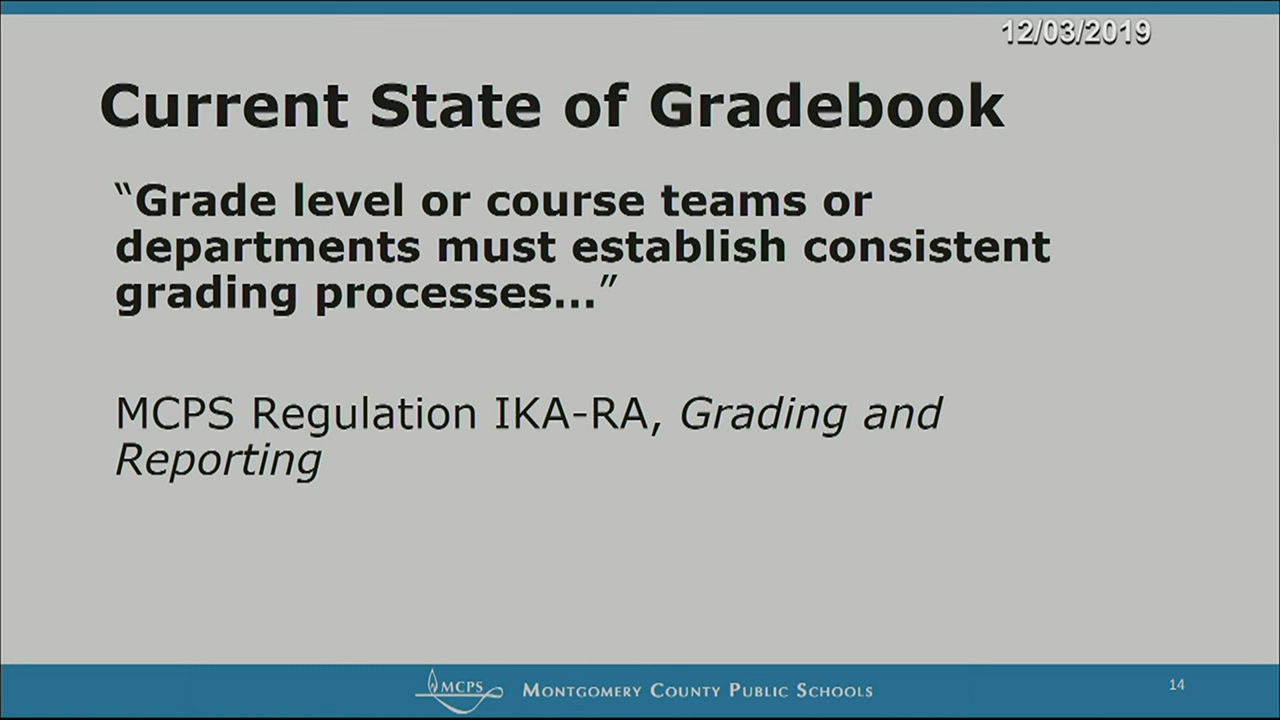 12/03/2019
Current State of Gradebook
“Grade level or course teams or
departments must establish consistent
grading processes...”
MCPS Regulation IKA-RA, Grading and
Reporting
MCPS
MONTGOMERY COUNTY PUBLIC SCHOOLS
14